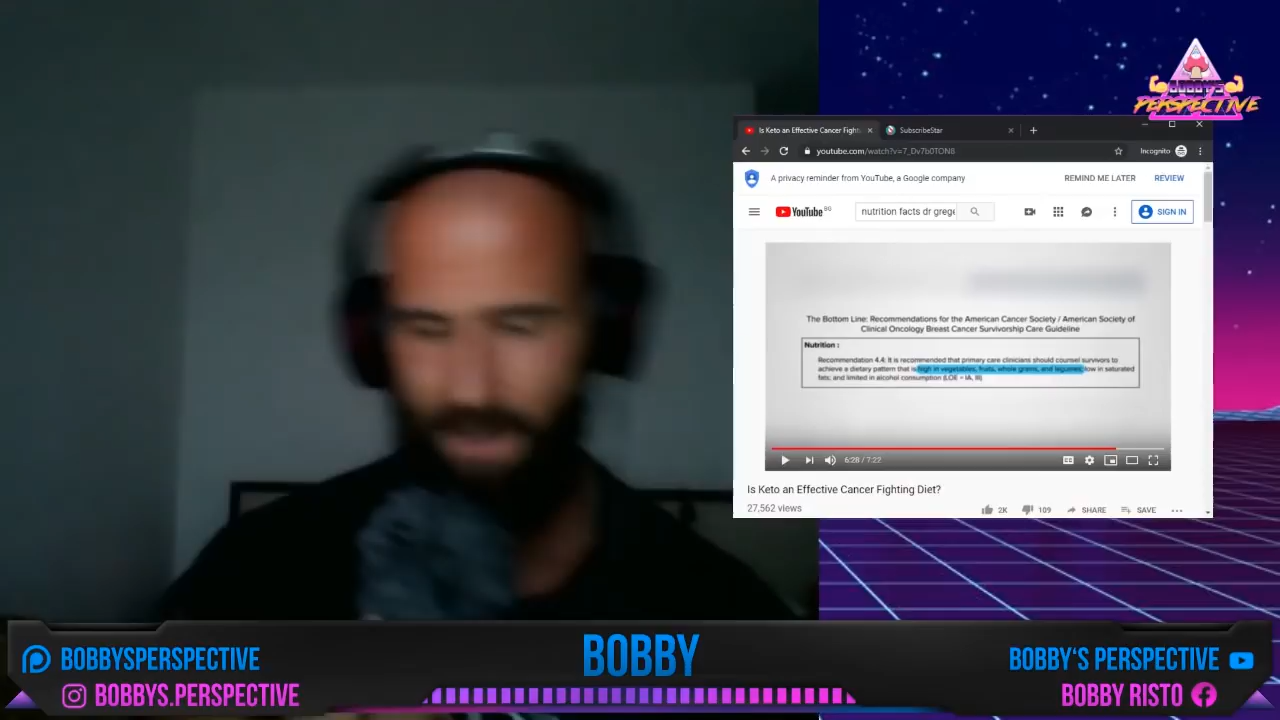 BOBBY'S
PERSPECTIVE
Is Keto an Effective Cancer Fight
SubscribeStar
youtube.com/watch?v=7_Dv7b0TON8
Incognito
A privacy reminder from YouTube, a Google company
REMIND ME LATER
REVIEW
YouTube BG
nutrition facts dr grege
SIGN IN
The Bottom Line: Recommendations for the American Cancer Society / American Society of
Clinical Oncology Breast Cancer Survivorship Care Guideline
Nutrition :
Recommendation 4.4: It is recommended that primary care clinicians should counsel survivors to
achieve a dietary pattern that is high in vegetables, fruits, whole grains, and legumes; low in saturated
fats; and limited in alcohol consumption (LOE = IA, III)
6:28 / 7:22
CC
Is Keto an Effective Cancer Fighting Diet?
27,562 views
2K
109
SHARE
SAVE
BOBBYSPERSPECTIVE
BOBBYS.PERSPECTIVE
BOBBY
BOBBY'S PERSPECTIVE
BOBBY RISTO